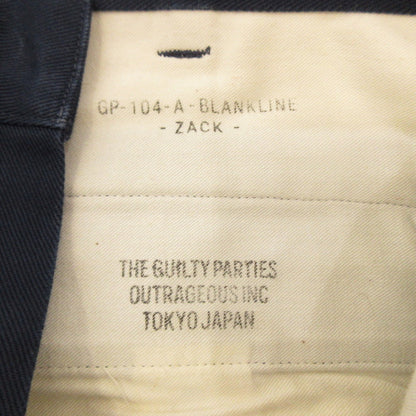 GP-104-A-BLANKLINE
- ZACK -
THE GUILTY PARTIES
OUTRAGEOUS INC
TOKYO JAPAN